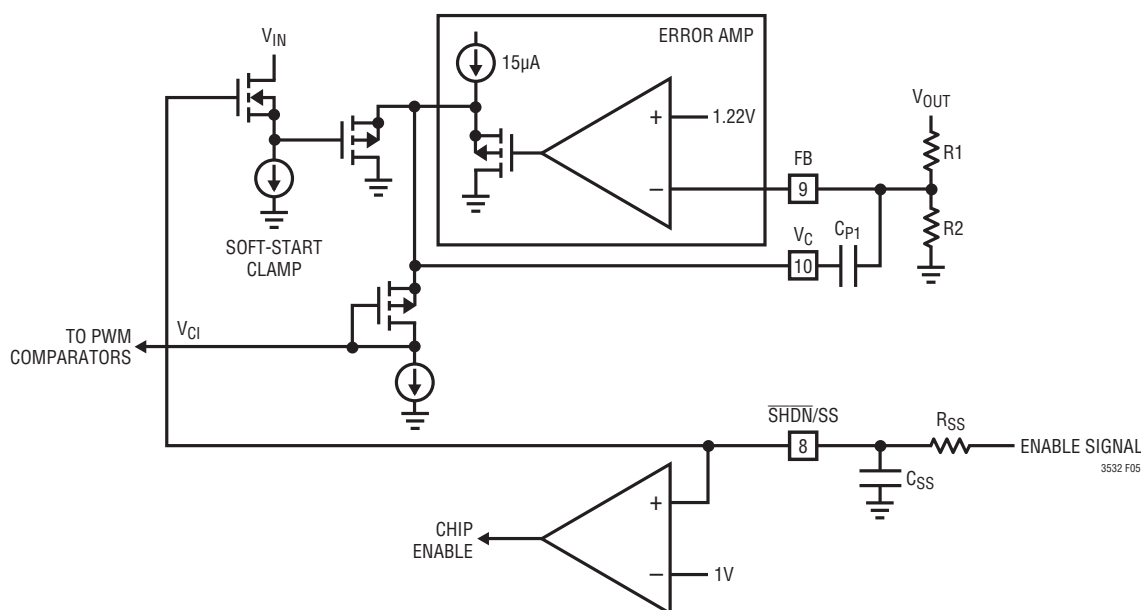 ERROR AMP
V_IN
15µA
1.22V
V_OUT
R1
FB
9
R2
V_C
C_P1
10
SOFT-START
CLAMP
+
–
TO PWM
COMPARATORS
V_CI
SHDN/SS
8
R_SS
ENABLE SIGNAL
3532 F05
C_SS
CHIP
ENABLE
+
–
1V